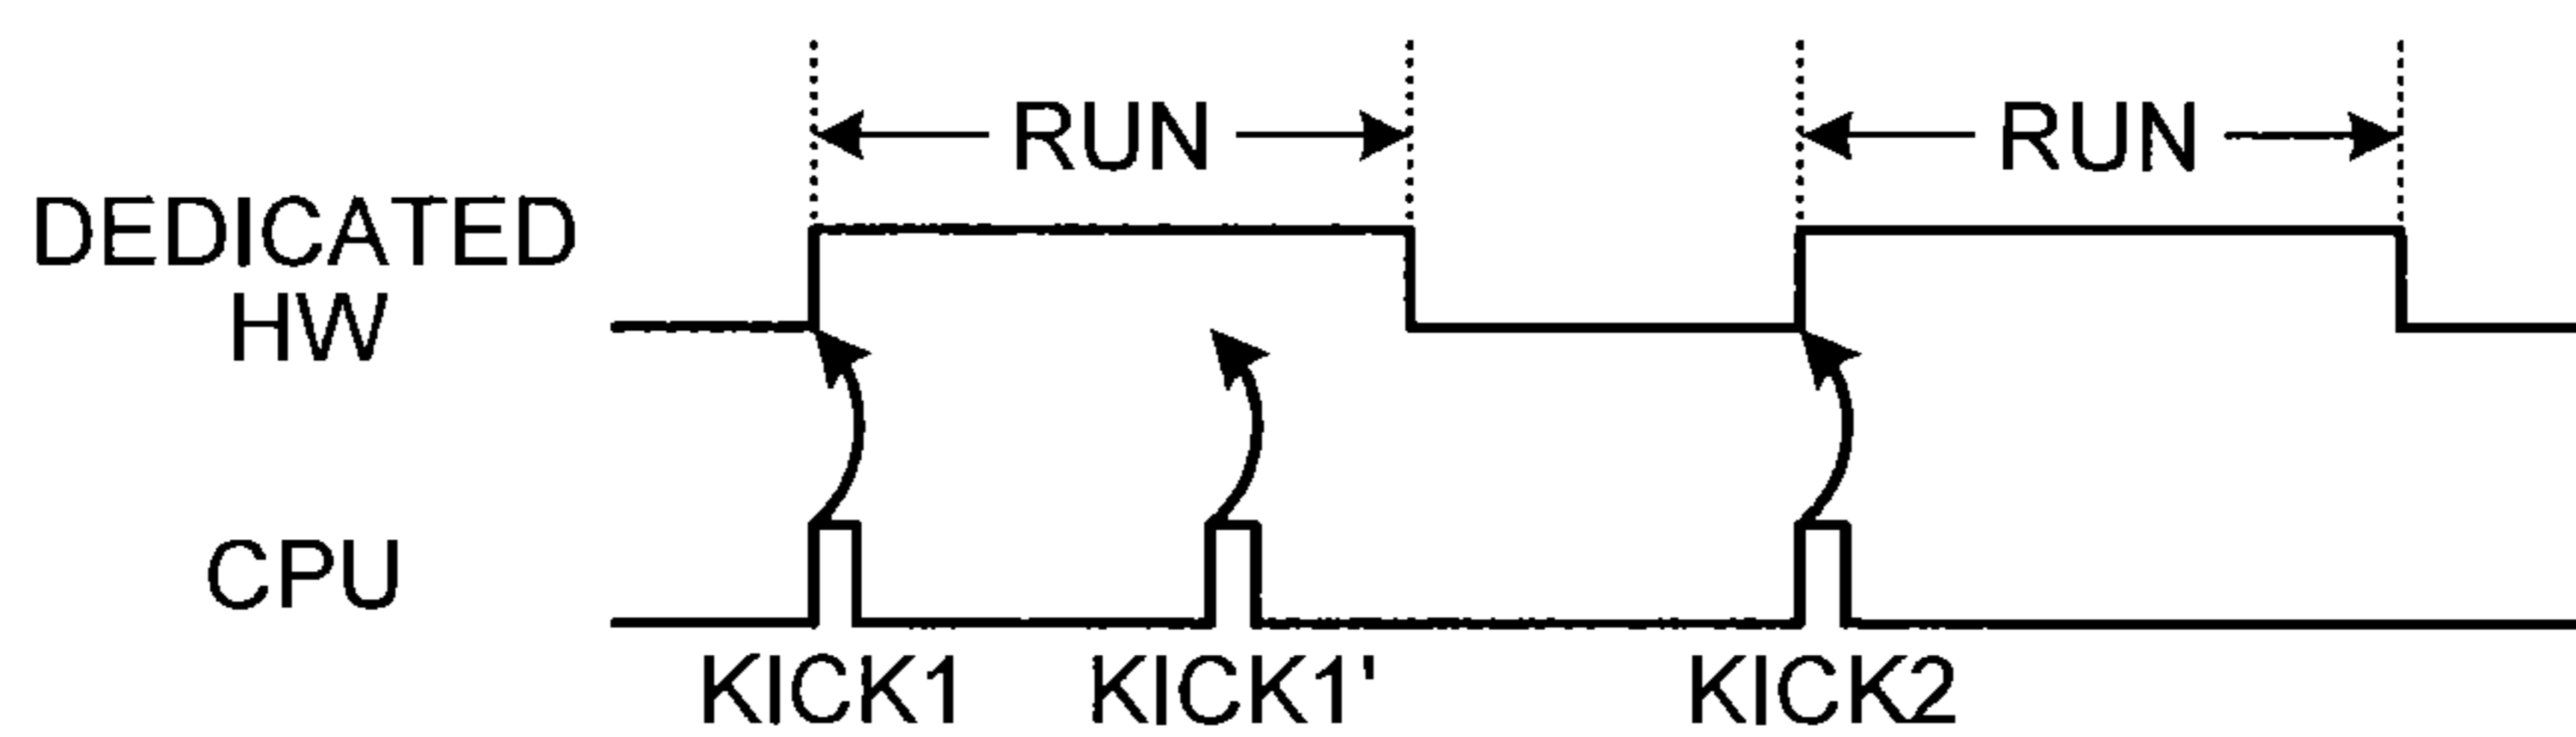 RUN
RUN
DEDICATED
HW
CPU
KICK1
KICK1'
KICK2